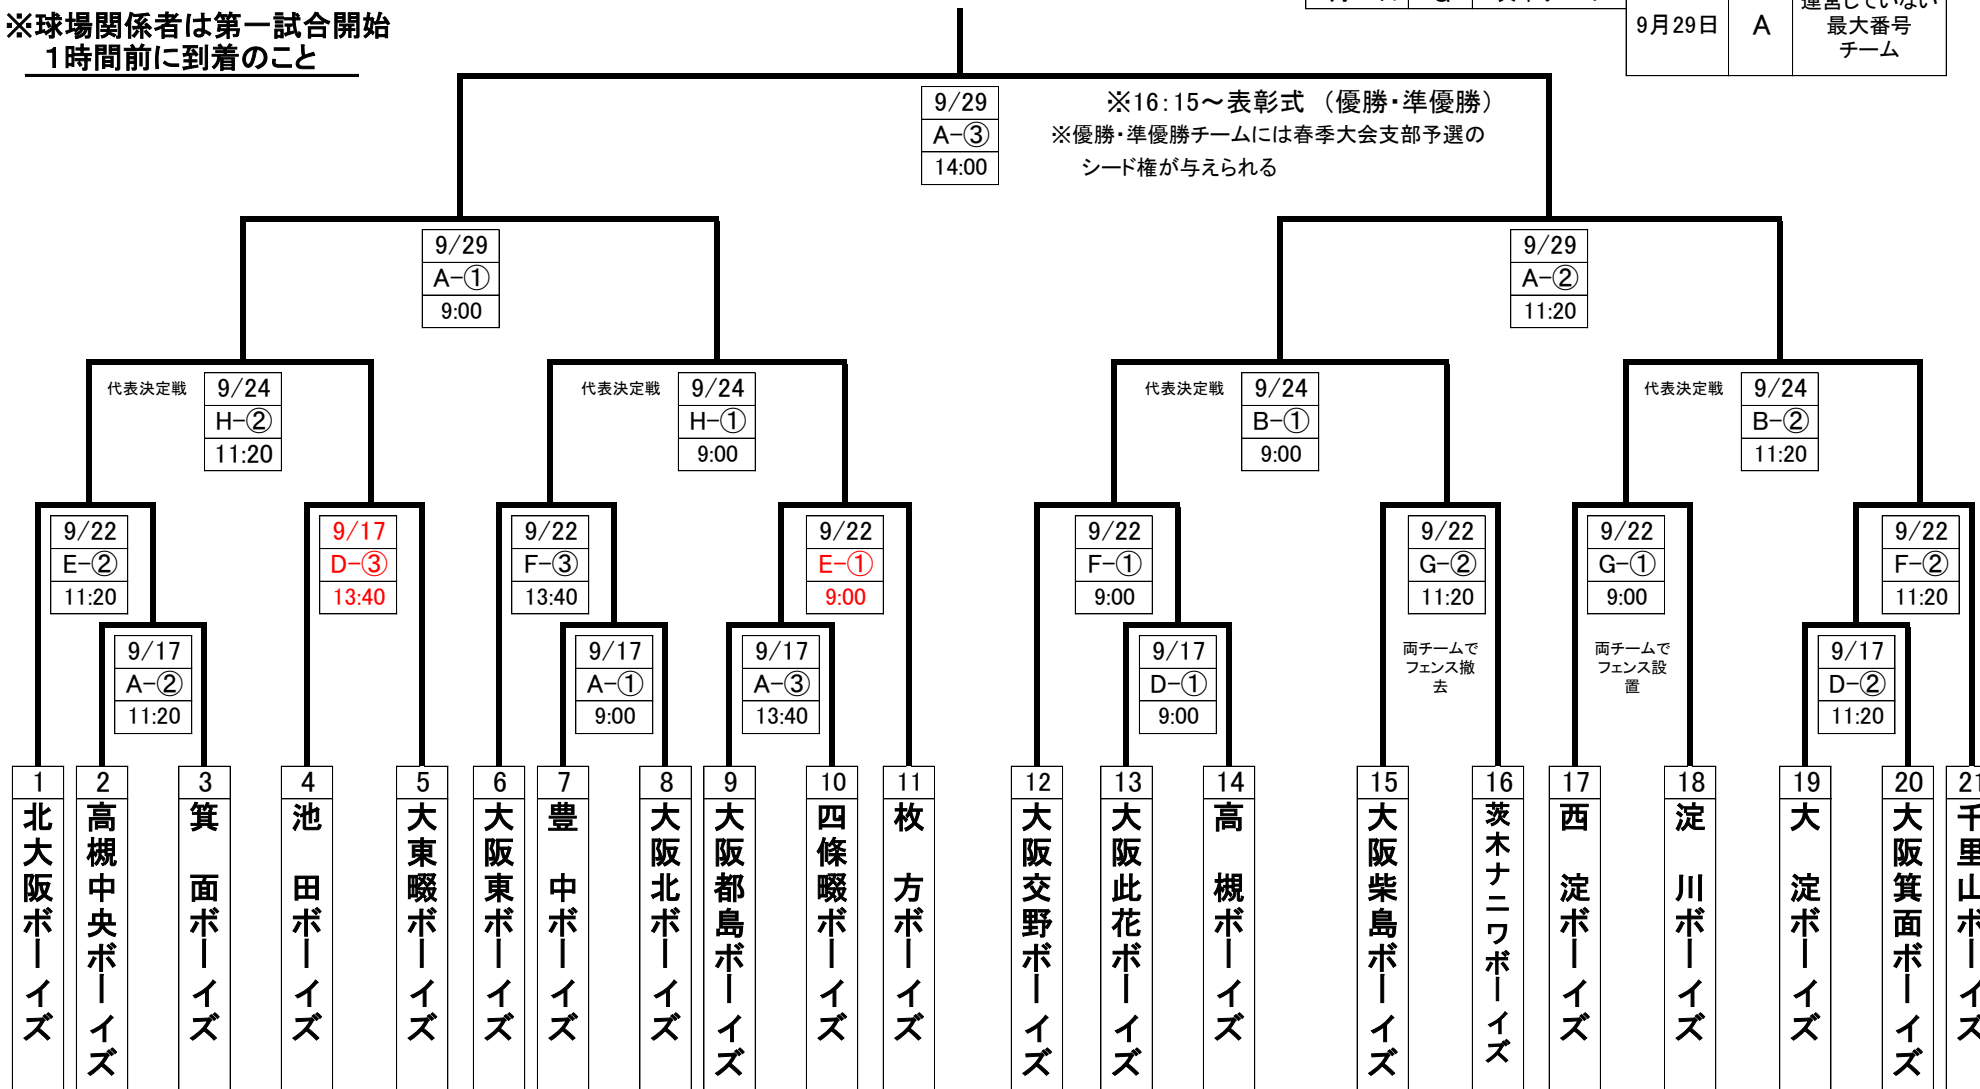 ※球場関係者は第一試合開始
1時間前に到着のこと
運営していない
9月29日
A
最大番号
チーム
9/29
A-③
14:00
※16:15～表彰式 （優勝・準優勝）
※優勝・準優勝チームには春季大会支部予選の
シード権が与えられる
9/29
A-①
9:00
9/29
A-②
11:20
代表決定戦
9/24
H-②
11:20
代表決定戦
9/24
H-①
9:00
代表決定戦
9/24
B-①
9:00
代表決定戦
9/24
B-②
11:20
9/22
E-②
11:20
9/17
D-③
13:40
9/22
F-③
13:40
9/22
E-①
9:00
9/22
F-①
9:00
9/22
G-②
11:20
9/22
G-①
9:00
9/22
F-②
11:20
9/17
A-②
11:20
9/17
A-①
9:00
9/17
A-③
13:40
9/17
D-①
9:00
両チームで
フェンス撤
去
両チームで
フェンス設
置
9/17
D-②
11:20
1
北大阪ボーイズ
2
高槻中央ボーイズ
3
箕　面ボーイズ
4
池　田ボーイズ
5
大東畷ボーイズ
6
大阪東ボーイズ
7
豊　中ボーイズ
8
大阪北ボーイズ
9
大阪都島ボーイズ
10
四條畷ボーイズ
11
枚　方ボーイズ
12
大阪交野ボーイズ
13
大阪此花ボーイズ
14
高　槻ボーイズ
15
大阪柴島ボーイズ
16
茨木ナニワボーイズ
17
西　淀ボーイズ
18
淀　川ボーイズ
19
大　淀ボーイズ
20
大阪箕面ボーイズ
21
千里山ボーイズ